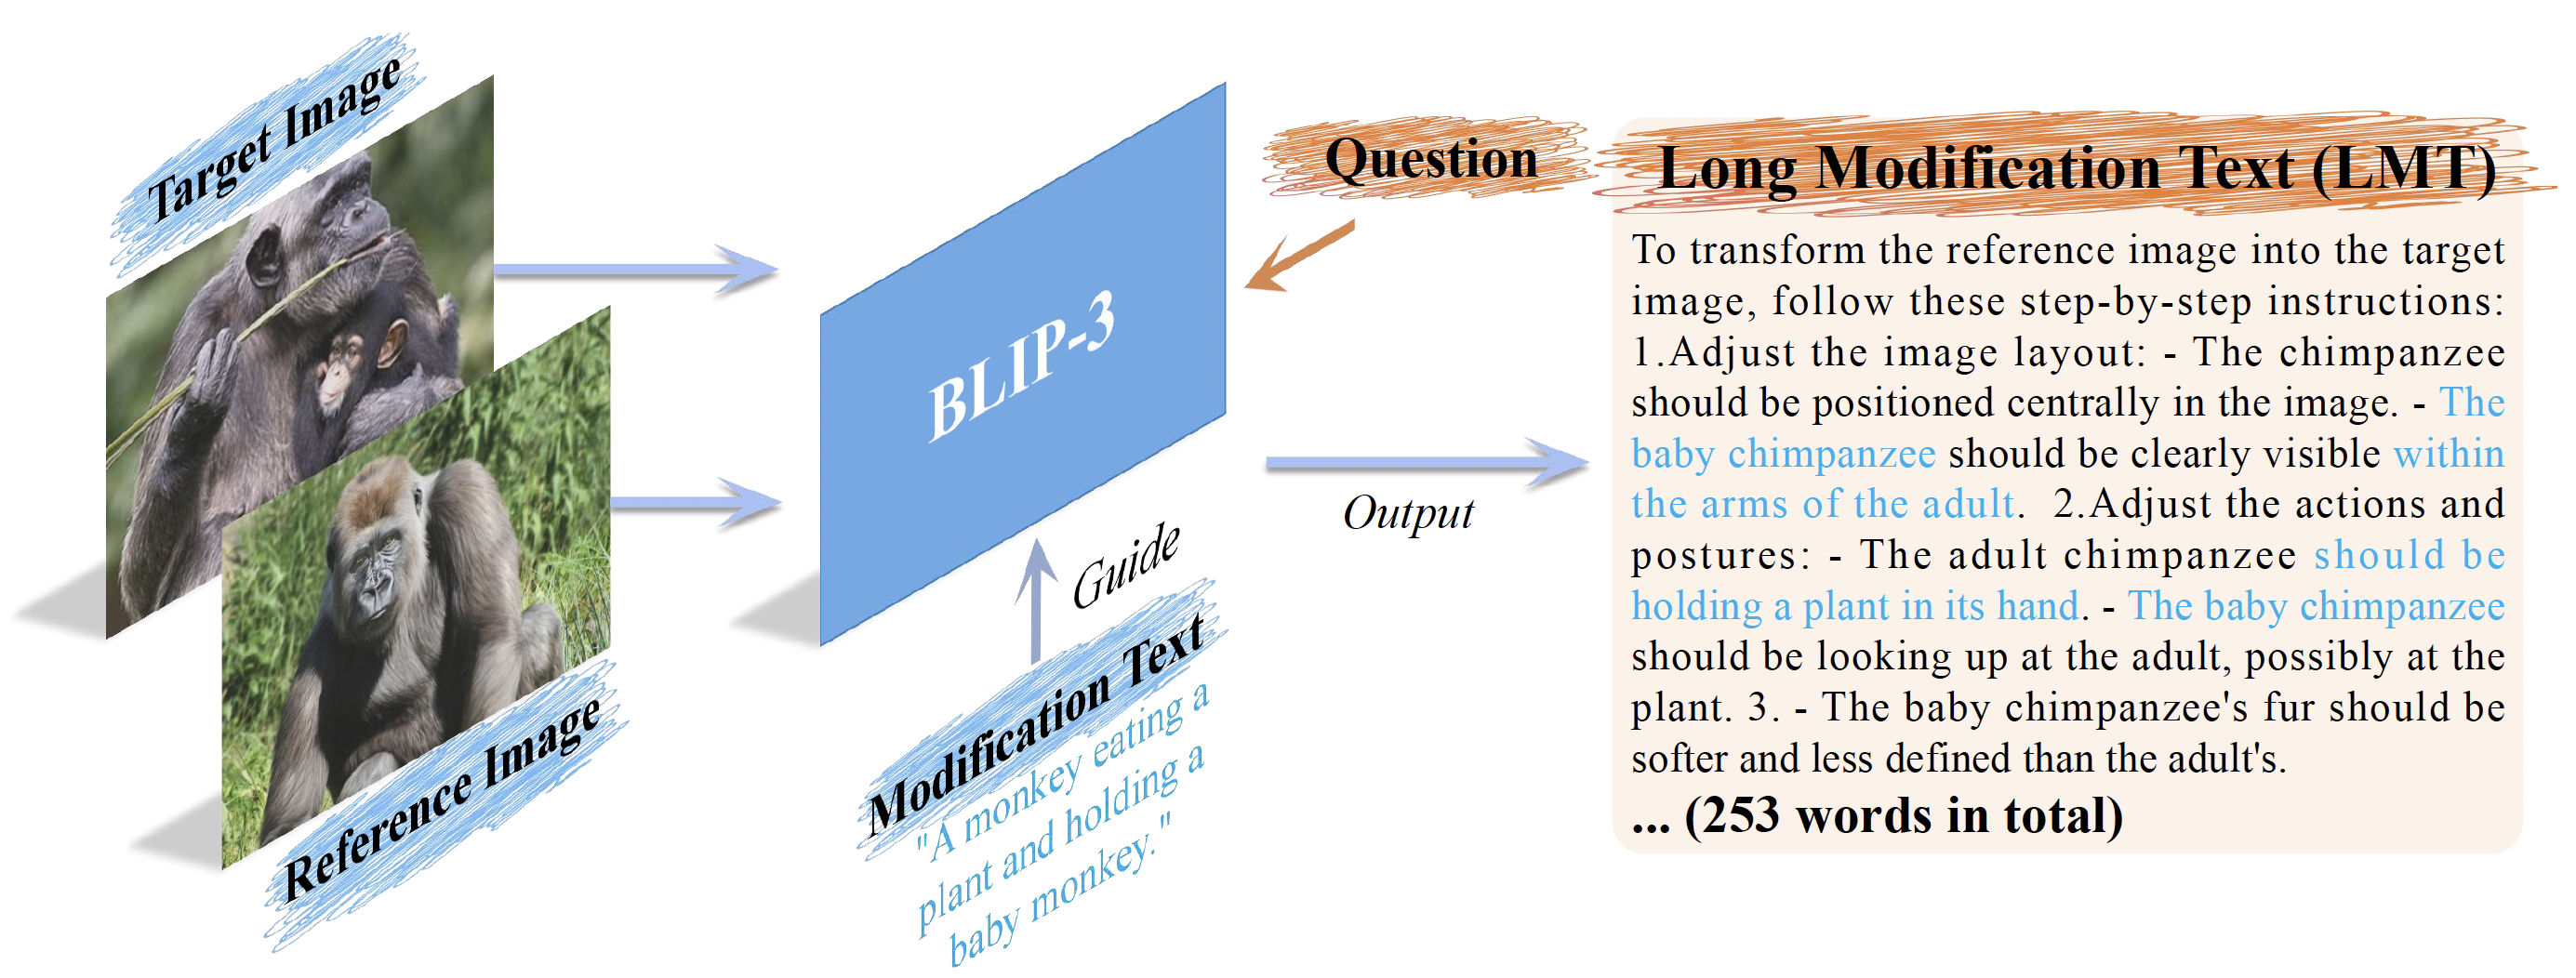 Target Image
Reference Image
BLIP-3
Guide
Modification Text
"A monkey eating a
plant and holding a
baby monkey."
Question
Output
Long Modification Text (LMT)
To transform the reference image into the target
image, follow these step-by-step instructions:
1.Adjust the image layout: - The chimpanzee
should be positioned centrally in the image. - The
baby chimpanzee should be clearly visible within
the arms of the adult. 2.Adjust the actions and
postures: - The adult chimpanzee should be
holding a plant in its hand. - The baby chimpanzee
should be looking up at the adult, possibly at the
plant. 3. - The baby chimpanzee's fur should be
softer and less defined than the adult's.
... (253 words in total)